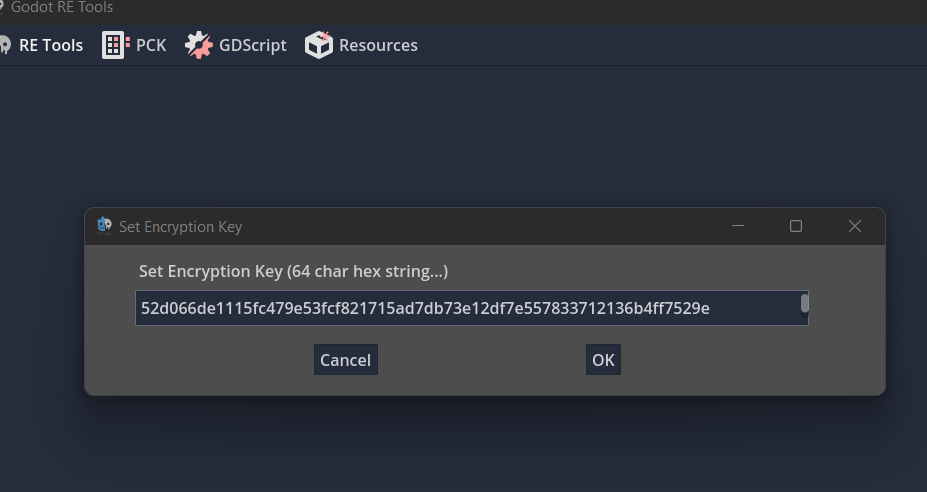 Godot RE Tools
RE Tools PCK GDScript Resources
Set Encryption Key
Set Encryption Key (64 char hex string...)
52d066de1115fc479e53fcf821715ad7db73e12df7e557833712136b4ff7529e
Cancel OK